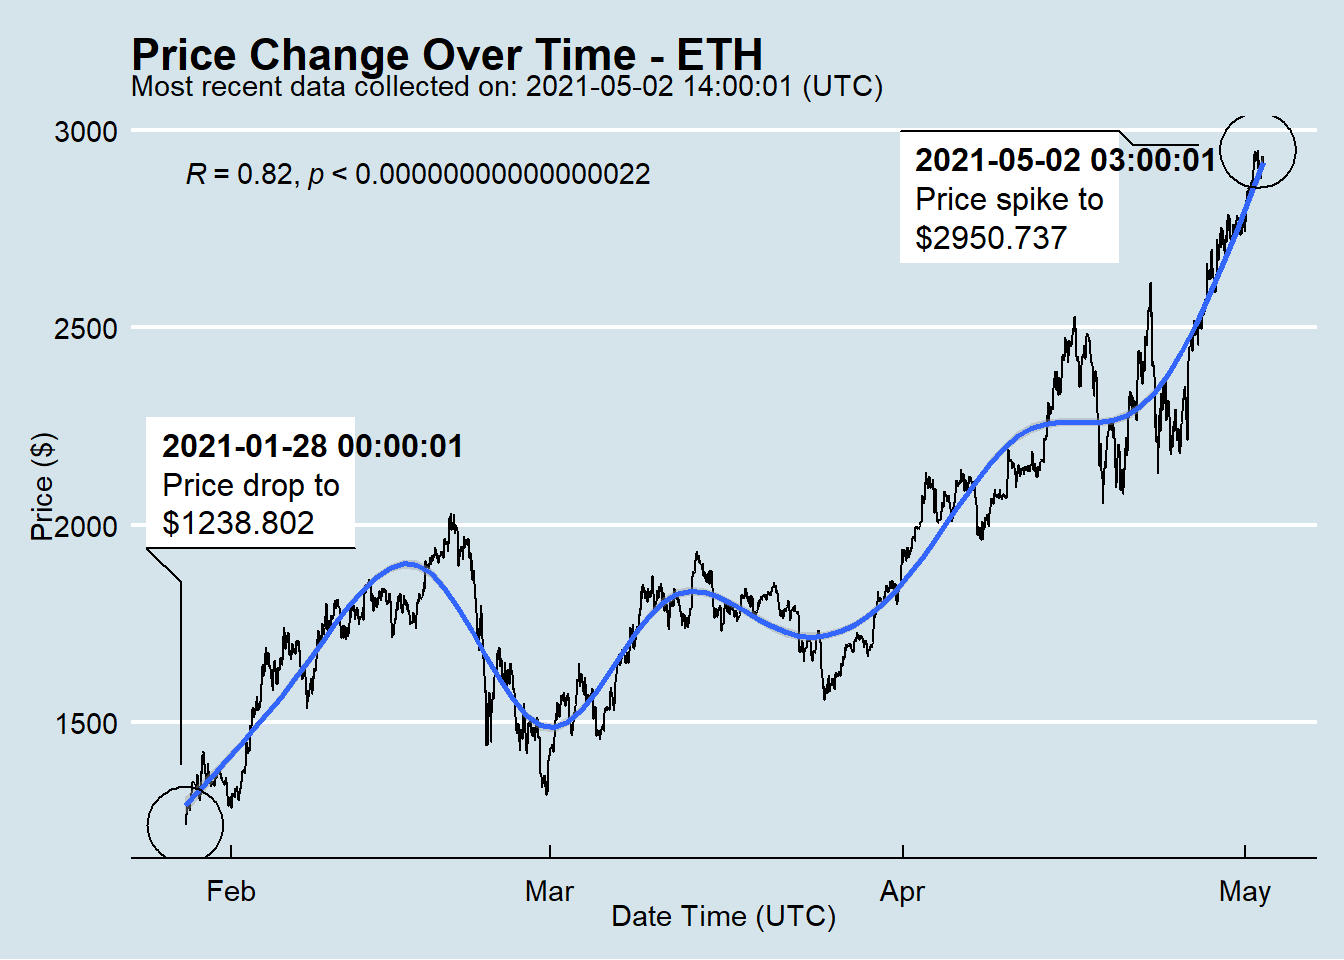 Price Change Over Time - ETH
Most recent data collected on: 2021-05-02 14:00:01 (UTC)
3000
R = 0.82, p < 0.00000000000000022
2021-05-02 03:00:01
Price spike to
$2950.737
2500
2021-01-28 00:00:01
Price drop to
$1238.802
Price ($)
2000
1500
Feb
Mar
Apr
May
Date Time (UTC)